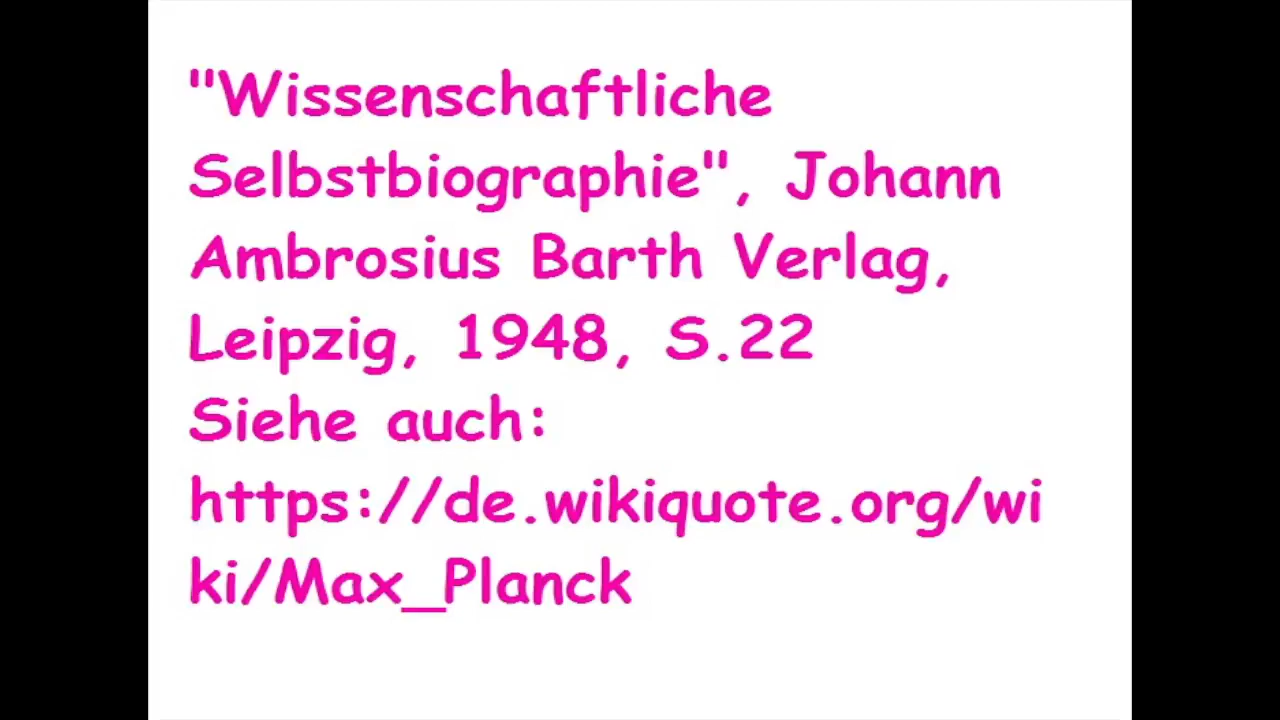 "Wissenschaftliche
Selbstbiographie", Johann
Ambrosius Barth Verlag,
Leipzig, 1948, S.22
Siehe auch:
https://de.wikiquote.org/wi
ki/Max_Planck